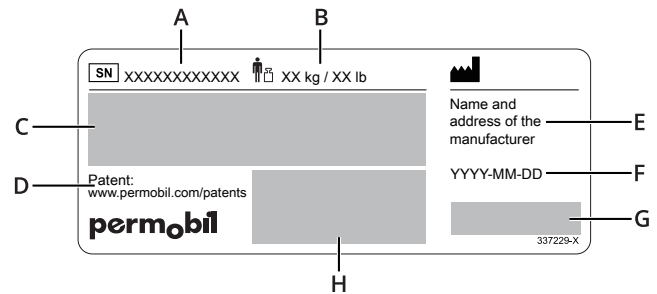 A
B
SN XXXXXXXXXXXX XX kg / XX lb
C
Name and
address of the
manufacturer
E
D
Patent:
www.permobil.com/patents
YYYY-MM-DD
F
permobil
G
337229-X
H